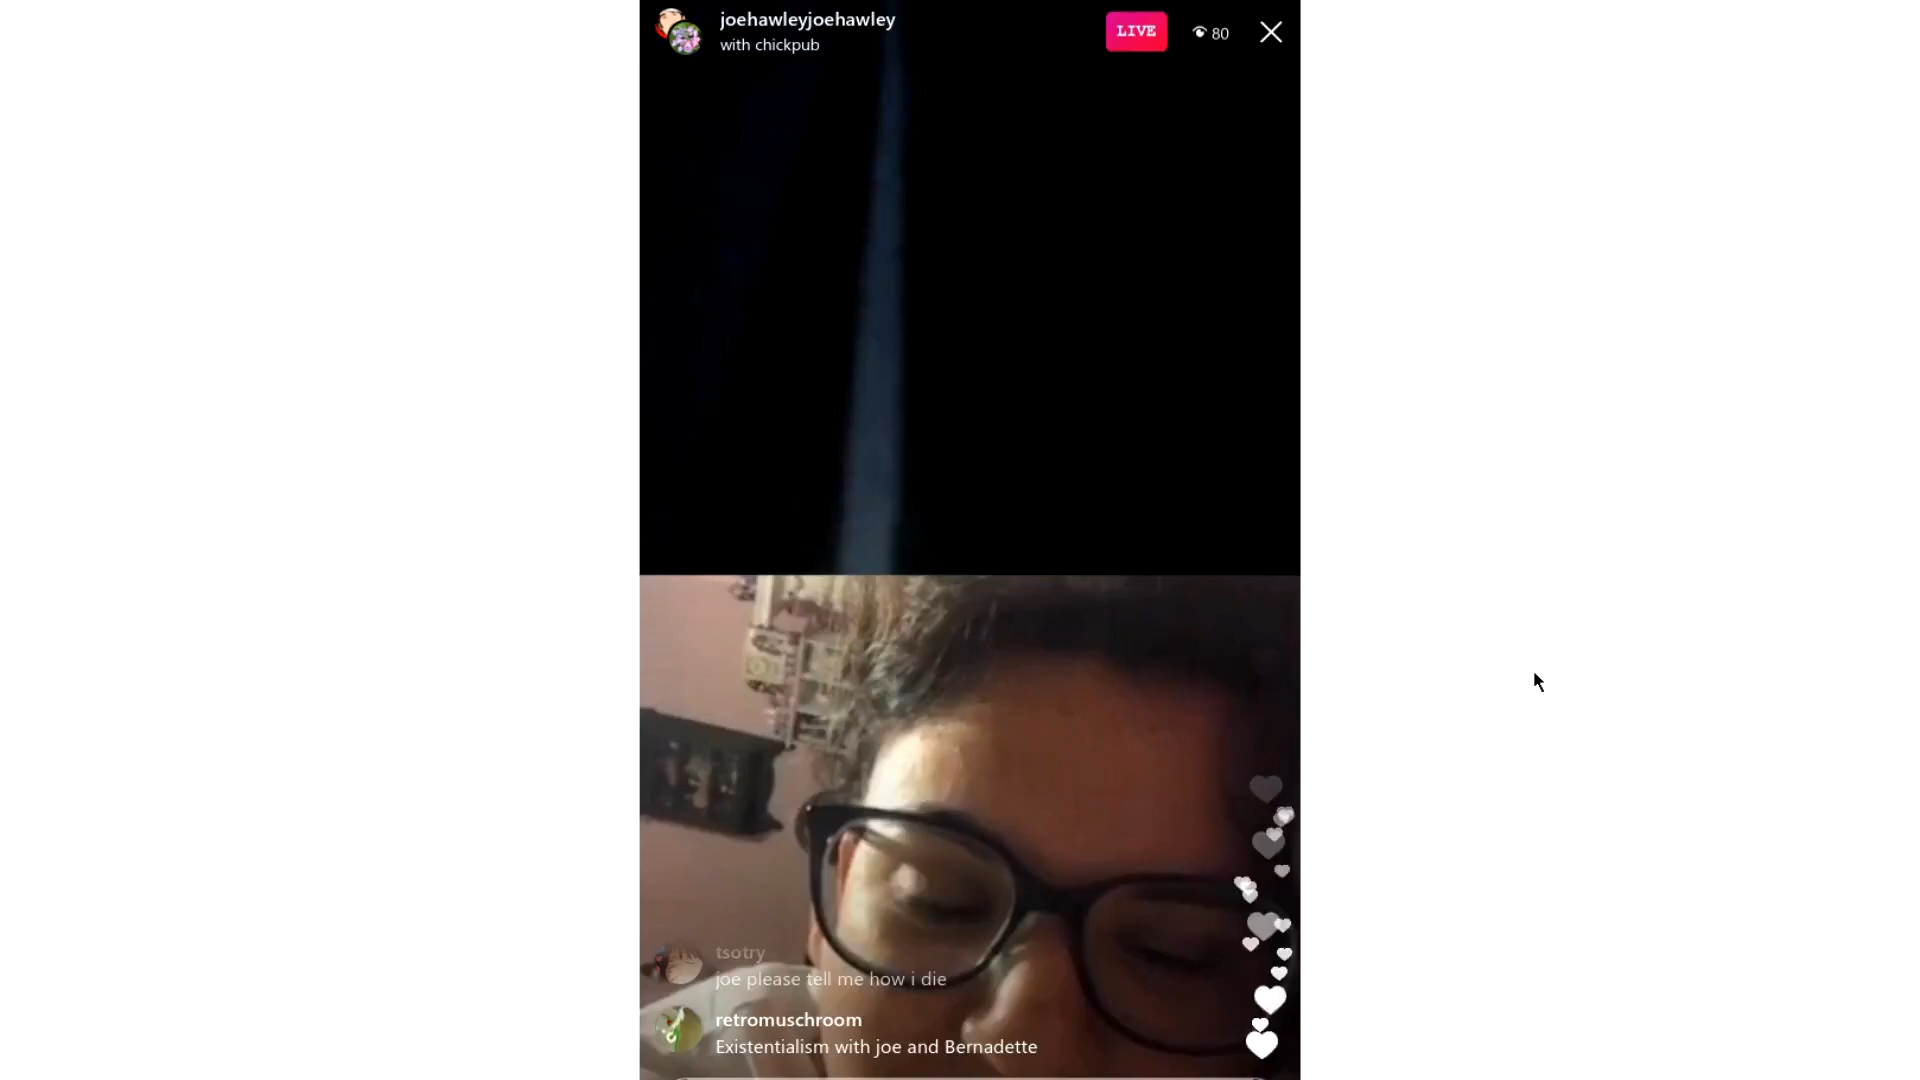 joehawleyjoehawley
with chickpub
LIVE
80
tsotry
joe please tell me how i die
retromuschroom
Existentialism with joe and Bernadette